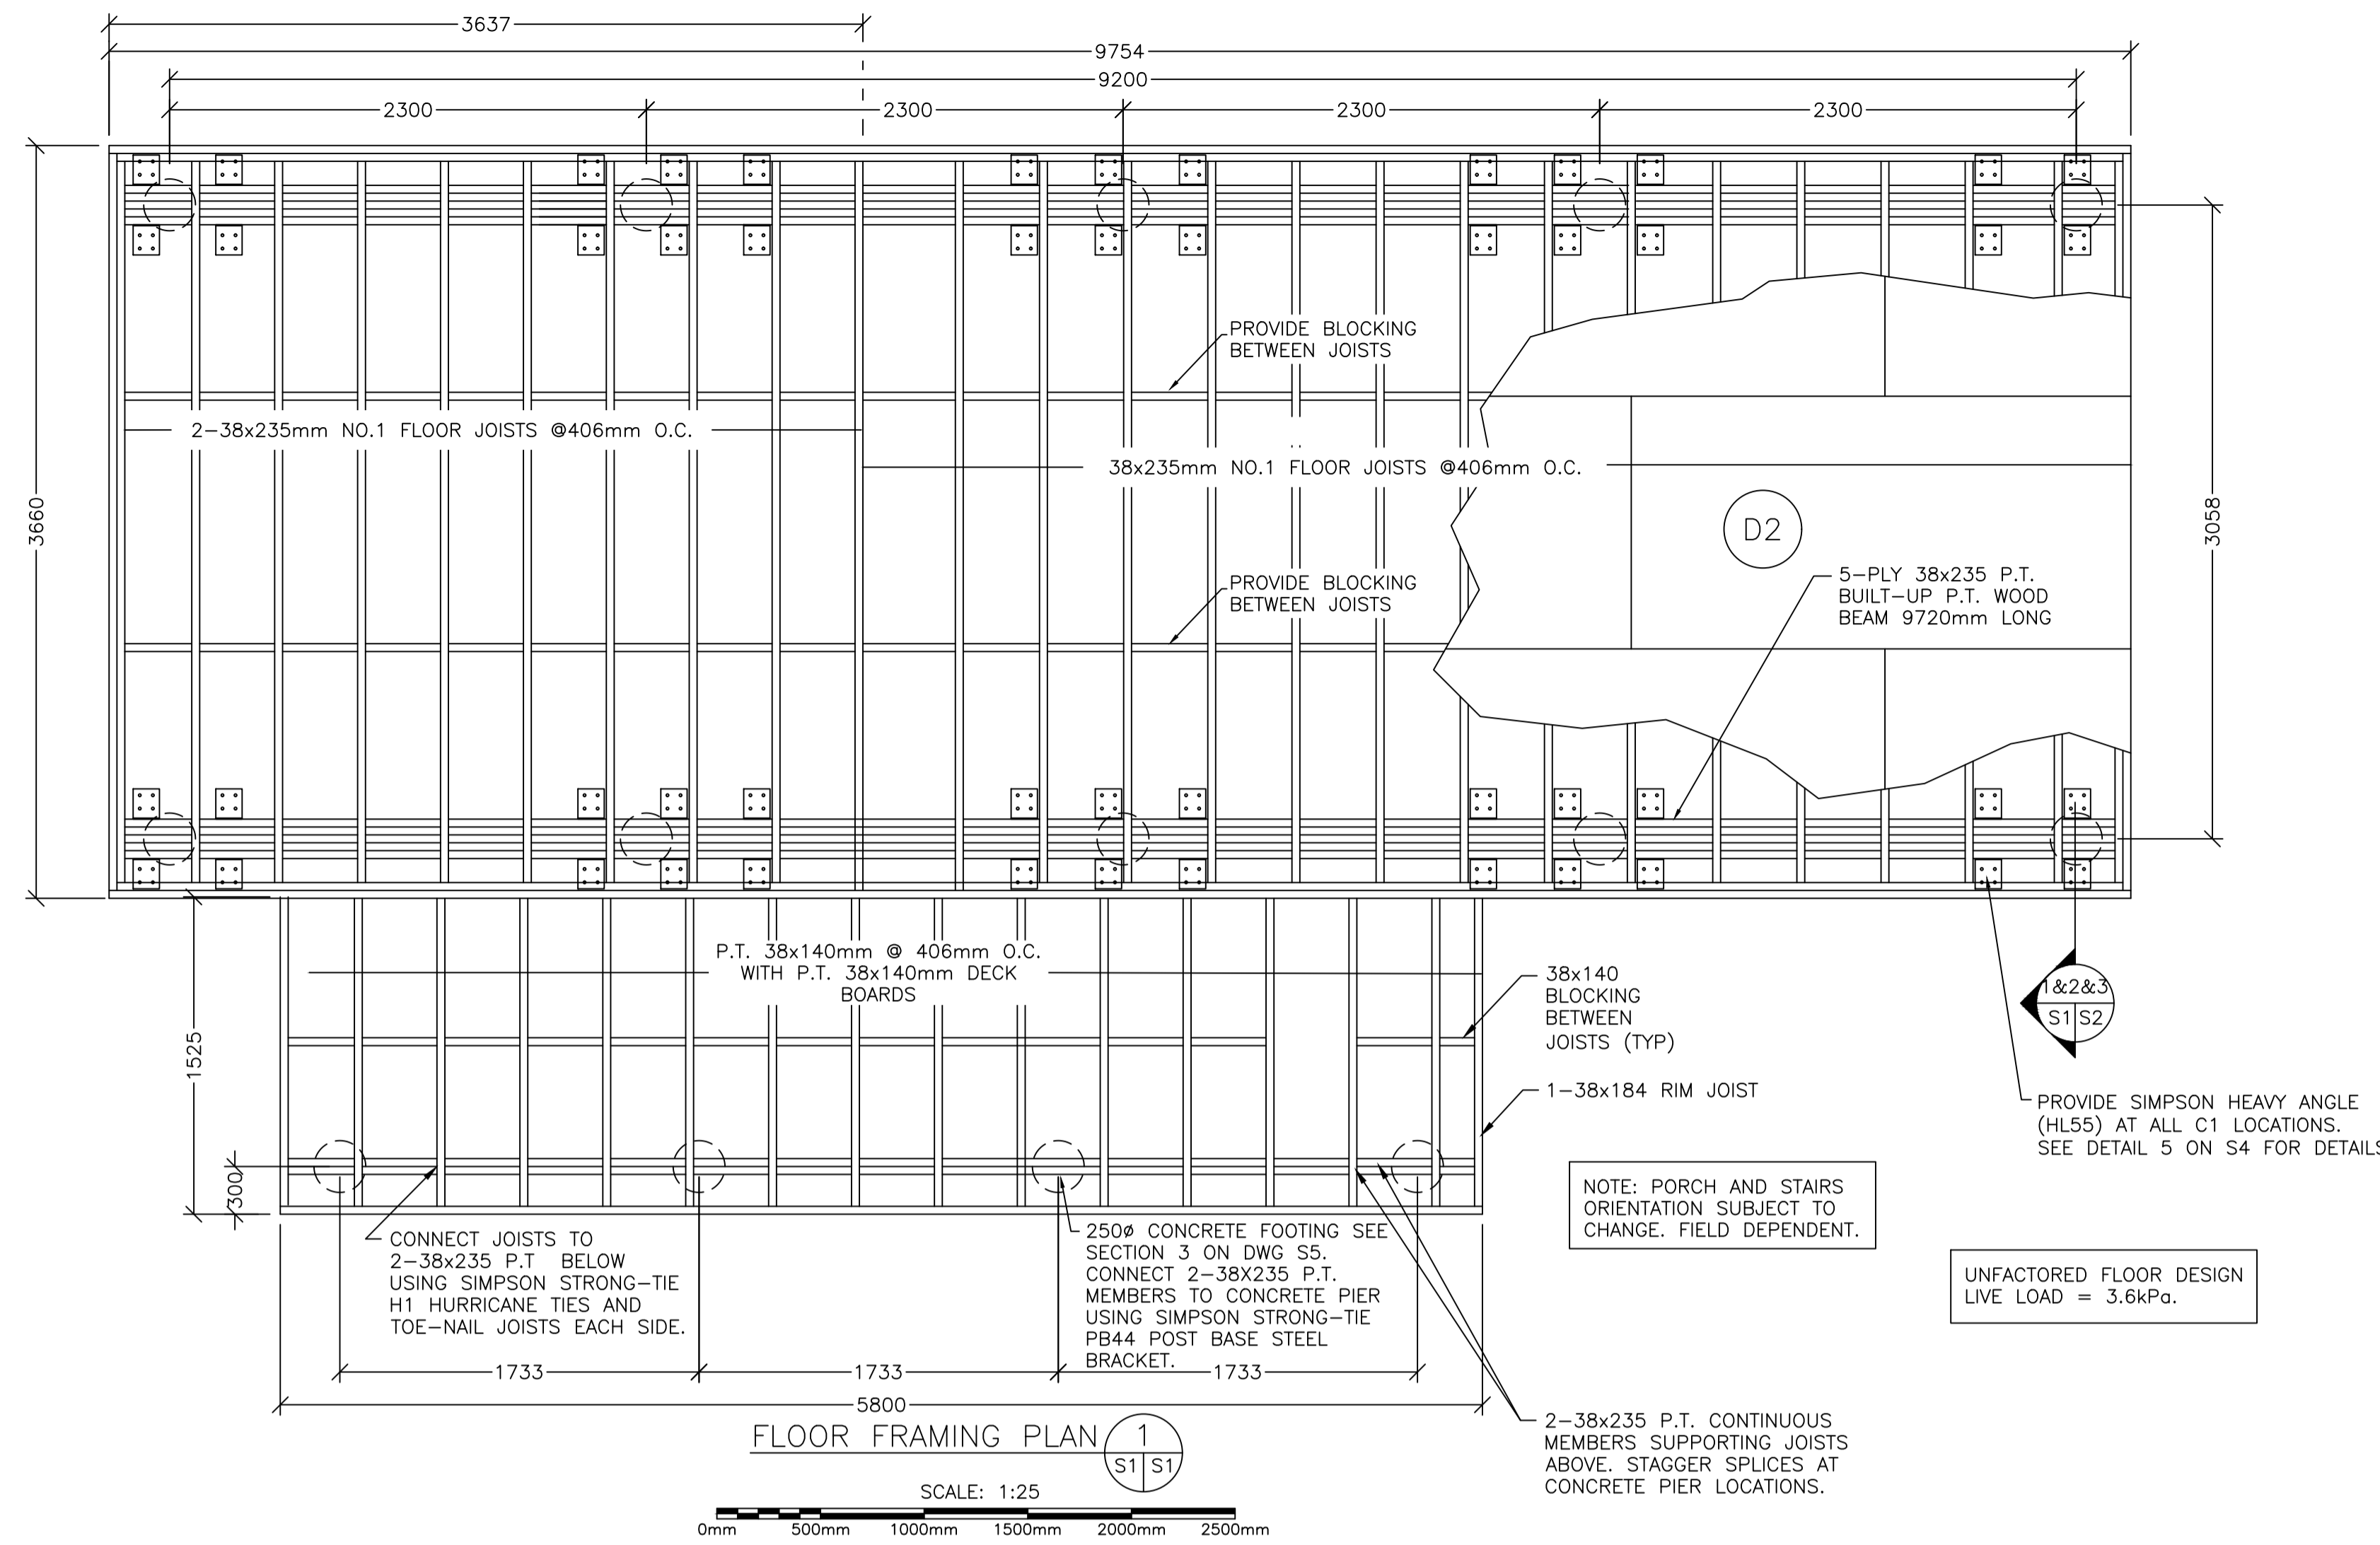 3637
9754
9200
2300
2300
2300
2300
PROVIDE BLOCKING
BETWEEN JOISTS
2-38x235mm NO.1 FLOOR JOISTS @406mm O.C.
38x235mm NO.1 FLOOR JOISTS @406mm O.C.
3660
D2
3058
PROVIDE BLOCKING
BETWEEN JOISTS
5-PLY 38x235 P.T.
BUILT-UP P.T. WOOD
BEAM 9720mm LONG
P.T. 38x140mm @ 406mm O.C.
WITH P.T. 38x140mm DECK
BOARDS
38x140
BLOCKING
BETWEEN
JOISTS (TYP)
1&2&3
S1 S2
1525
1-38x184 RIM JOIST
PROVIDE SIMPSON HEAVY ANGLE
(HL55) AT ALL C1 LOCATIONS.
SEE DETAIL 5 ON S4 FOR DETAILS
300
NOTE: PORCH AND STAIRS
ORIENTATION SUBJECT TO
CHANGE. FIELD DEPENDENT.
CONNECT JOISTS TO
2-38x235 P.T BELOW
USING SIMPSON STRONG-TIE
H1 HURRICANE TIES AND
TOE-NAIL JOISTS EACH SIDE.
250ø CONCRETE FOOTING SEE
SECTION 3 ON DWG S5.
CONNECT 2-38X235 P.T.
MEMBERS TO CONCRETE PIER
USING SIMPSON STRONG-TIE
PB44 POST BASE STEEL
BRACKET.
UNFACTORED FLOOR DESIGN
LIVE LOAD = 3.6kPa.
1733
1733
1733
5800
2-38x235 P.T. CONTINUOUS
MEMBERS SUPPORTING JOISTS
ABOVE. STAGGER SPLICES AT
CONCRETE PIER LOCATIONS.
FLOOR FRAMING PLAN
1
S1 S1
SCALE: 1:25
0mm 500mm 1000mm 1500mm 2000mm 2500mm